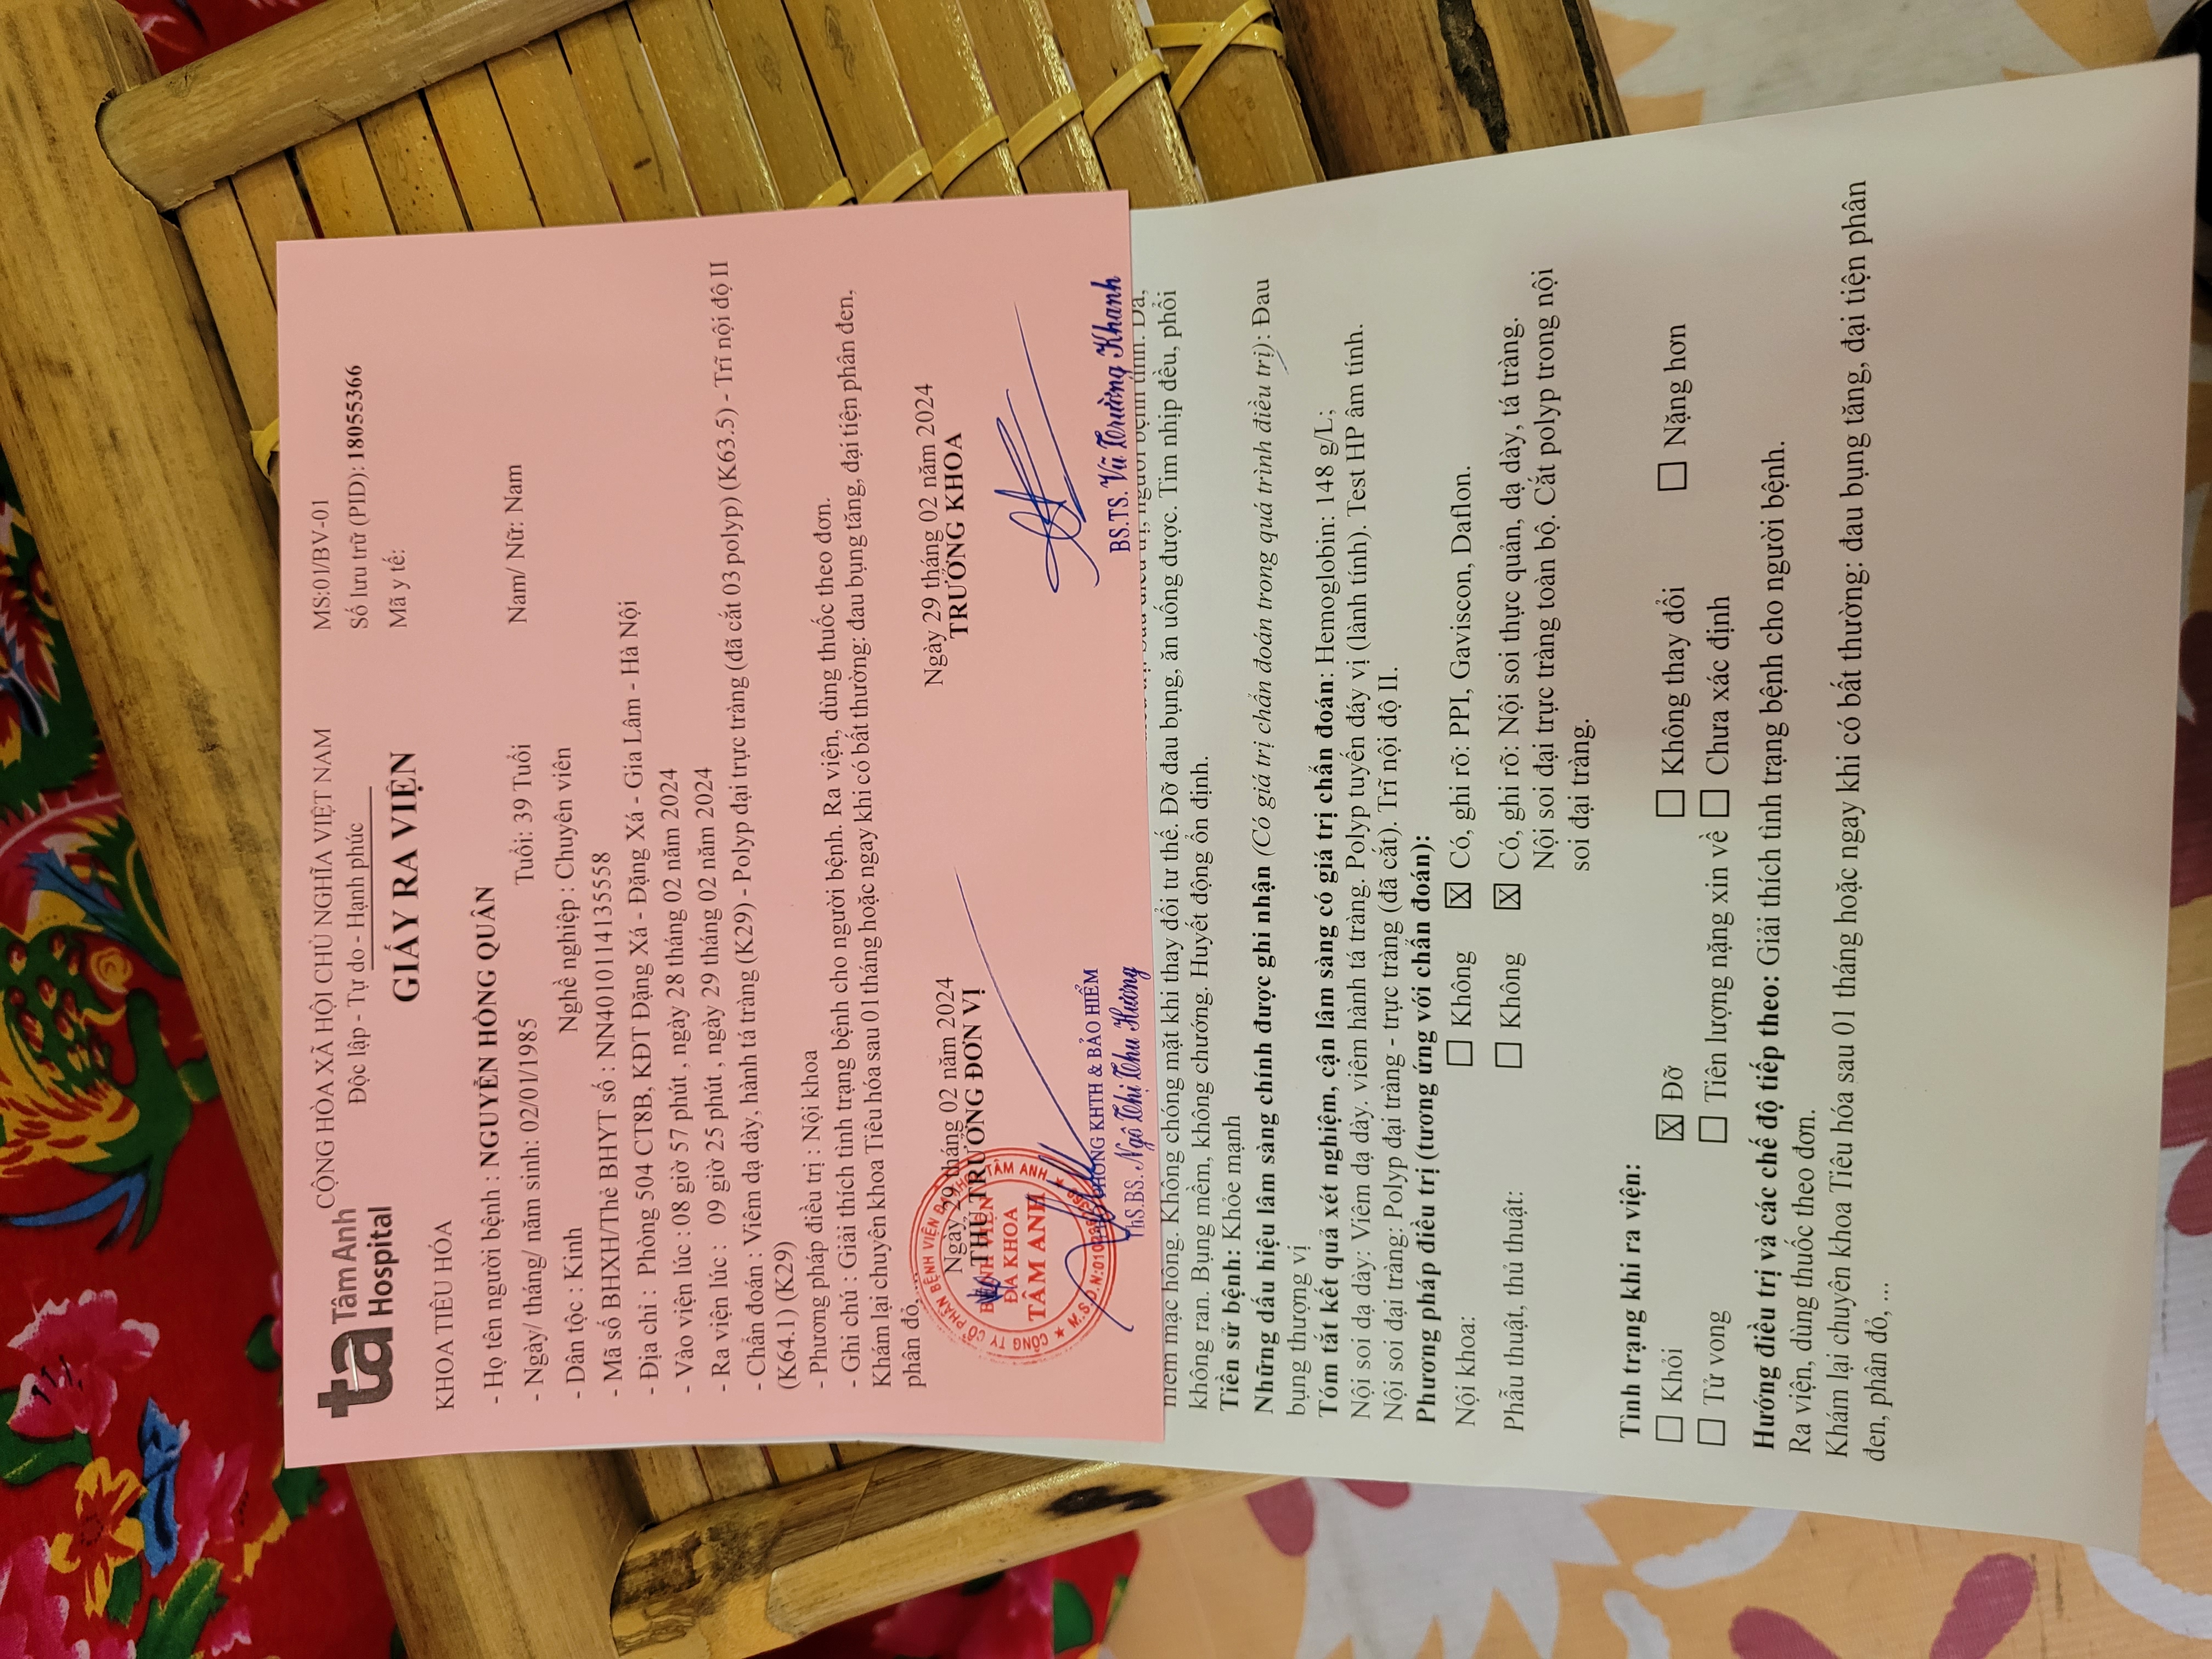 ta Tâm Anh Hospital
CỘNG HÒA XÃ HỘI CHỦ NGHĨA VIỆT NAM
Độc lập - Tự do - Hạnh phúc
MS:01/BV-01
Số lưu trữ (PID): 18055366
Mã y tế:
GIẤY RA VIỆN
KHOA TIÊU HÓA
- Họ tên người bệnh : NGUYỄN HỒNG QUÂN
- Ngày/ tháng/ năm sinh: 02/01/1985 Tuổi: 39 Tuổi Nam/ Nữ: Nam
- Dân tộc : Kinh Nghề nghiệp : Chuyên viên
- Mã số BHXH/Thẻ BHYT số : NN4010114135558
- Địa chỉ : Phòng 504 CT8B, KĐT Đặng Xá - Đặng Xá - Gia Lâm - Hà Nội
- Vào viện lúc : 08 giờ 57 phút , ngày 28 tháng 02 năm 2024
- Ra viện lúc : 09 giờ 25 phút , ngày 29 tháng 02 năm 2024
- Chẩn đoán : Viêm dạ dày, hành tá tràng (K29) - Polyp đại trực tràng (đã cắt 03 polyp) (K63.5) - Trĩ nội độ II
(K64.1) (K29)
- Phương pháp điều trị : Nội khoa
- Ghi chú : Giải thích tình trạng bệnh cho người bệnh. Ra viện, dùng thuốc theo đơn.
Khám lại chuyên khoa Tiêu hóa sau 01 tháng hoặc ngay khi có bất thường: đau bụng tăng, đại tiện phân đen,
phân đỏ, ...
Ngày 29 tháng 02 năm 2024
THỦ TRƯỞNG ĐƠN VỊ
CÔNG TY CỔ PHẦN BỆNH VIỆN ĐA KHOA TÂM ANH
BỆNH VIỆN
ĐA KHOA
TÂM ANH
PHÒNG KHTH & BẢO HIỂM
ThS.BS. Ngô Thị Thu Hương
Ngày 29 tháng 02 năm 2024
TRƯỞNG KHOA
BS.TS. Vũ Trường Khanh
điều trị. Sau điều trị, người bệnh tỉnh. Da,
niêm mạc hồng. Không chóng mặt khi thay đổi tư thế. Đỡ đau bụng, ăn uống được. Tim nhịp đều, phổi
không ran. Bụng mềm, không chướng. Huyết động ổn định.
Tiền sử bệnh: Khỏe mạnh
Những dấu hiệu lâm sàng chính được ghi nhận (Có giá trị chẩn đoán trong quá trình điều trị): Đau
bụng thượng vị
Tóm tắt kết quả xét nghiệm, cận lâm sàng có giá trị chẩn đoán: Hemoglobin: 148 g/L;
Nội soi dạ dày: Viêm dạ dày. viêm hành tá tràng. Polyp tuyến đáy vị (lành tính). Test HP âm tính.
Nội soi đại tràng: Polyp đại tràng - trực tràng (đã cắt). Trĩ nội độ II.
Phương pháp điều trị (tương ứng với chẩn đoán):
Nội khoa: ☐ Không ☒ Có, ghi rõ: PPI, Gaviscon, Daflon.
Phẫu thuật, thủ thuật: ☐ Không ☒ Có, ghi rõ: Nội soi thực quản, dạ dày, tá tràng.
Nội soi đại trực tràng toàn bộ. Cắt polyp trong nội
soi đại tràng.
Tình trạng khi ra viện:
☐ Khỏi ☒ Đỡ ☐ Không thay đổi ☐ Nặng hơn
☐ Tử vong ☐ Tiên lượng nặng xin về ☐ Chưa xác định
Hướng điều trị và các chế độ tiếp theo: Giải thích tình trạng bệnh cho người bệnh.
Ra viện, dùng thuốc theo đơn.
Khám lại chuyên khoa Tiêu hóa sau 01 tháng hoặc ngay khi có bất thường: đau bụng tăng, đại tiện phân
đen, phân đỏ, ...